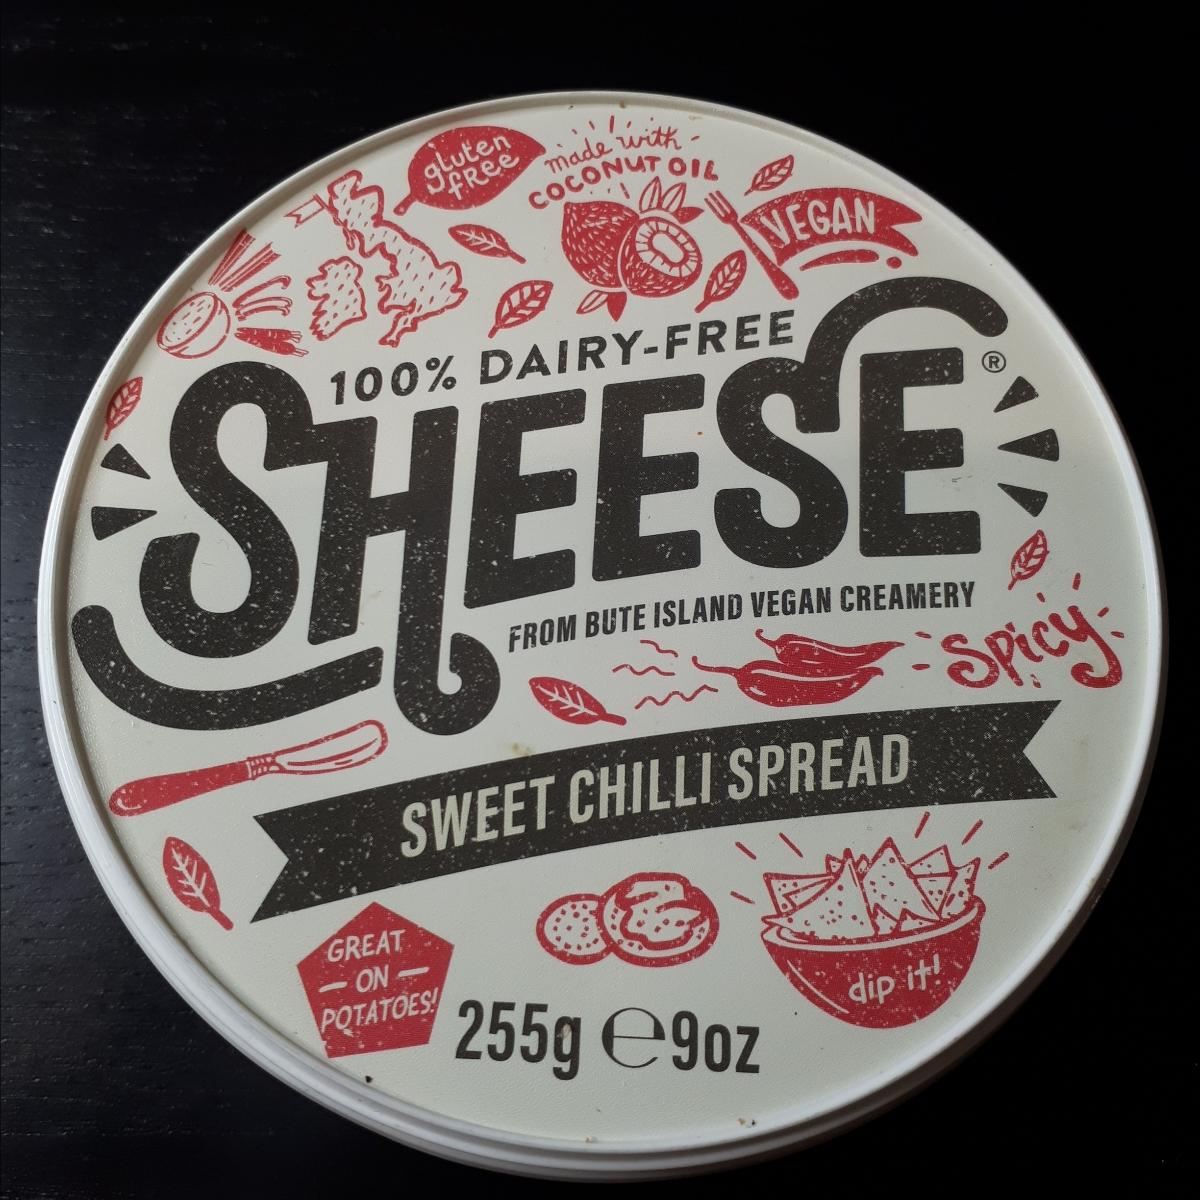 gluten
free
made with
COCONUT OIL
VEGAN
100% DAIRY-FREE
SHEESE®
FROM BUTE ISLAND VEGAN CREAMERY
Spicy
SWEET CHILLI SPREAD
GREAT
— ON —
POTATOES!
dip it!
255g ℮ 9oz